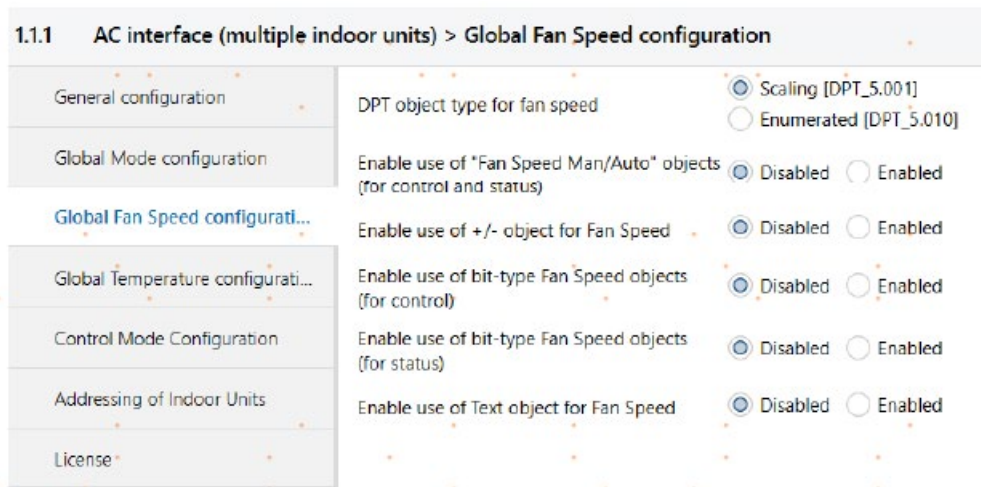 1.1.1 AC interface (multiple indoor units) > Global Fan Speed configuration
General configuration
Global Mode configuration
Global Fan Speed configurati...
Global Temperature configurati...
Control Mode Configuration
Addressing of Indoor Units
License
DPT object type for fan speed
Scaling [DPT_5.001]
Enumerated [DPT_5.010]
Enable use of "Fan Speed Man/Auto" objects
(for control and status)
Disabled Enabled
Enable use of +/- object for Fan Speed Disabled Enabled
Enable use of bit-type Fan Speed objects
(for control)
Disabled Enabled
Enable use of bit-type Fan Speed objects
(for status)
Disabled Enabled
Enable use of Text object for Fan Speed Disabled Enabled